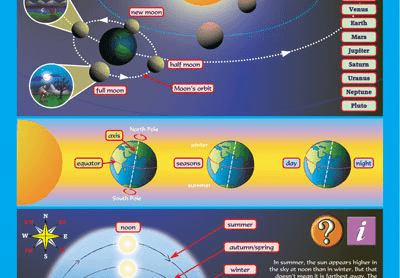 new moon
half moon
full moon
Moon's orbit
Venus
Earth
Mars
Jupiter
Saturn
Uranus
Neptune
Pluto
North Pole
axis
equator
South Pole
winter
seasons
summer
day
night
N
W
E
S
noon
summer
autumn/spring
winter
?
i
In summer, the sun appears higher in
the sky at noon than in winter. But that
doesn't mean it is farthest away. The